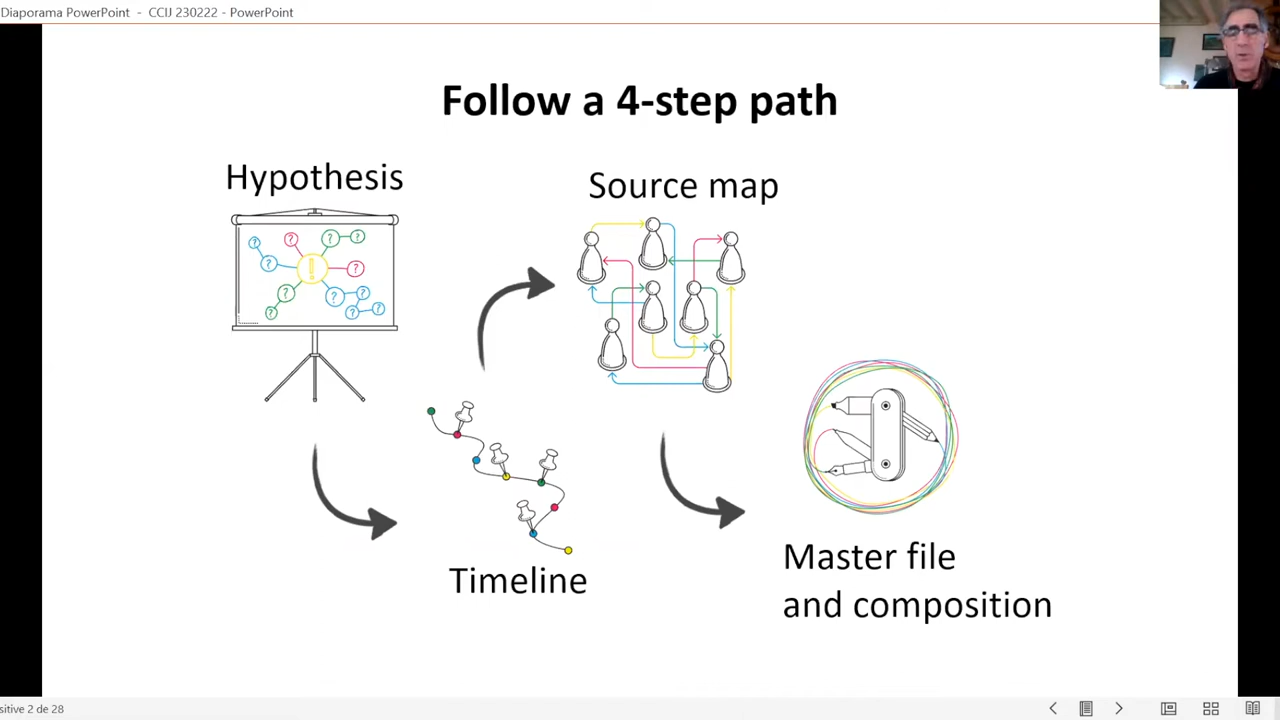 Diaporama PowerPoint - CCIJ 230222 - PowerPoint
Follow a 4-step path
Hypothesis
Source map
Timeline
Master file
and composition
sitive 2 de 28